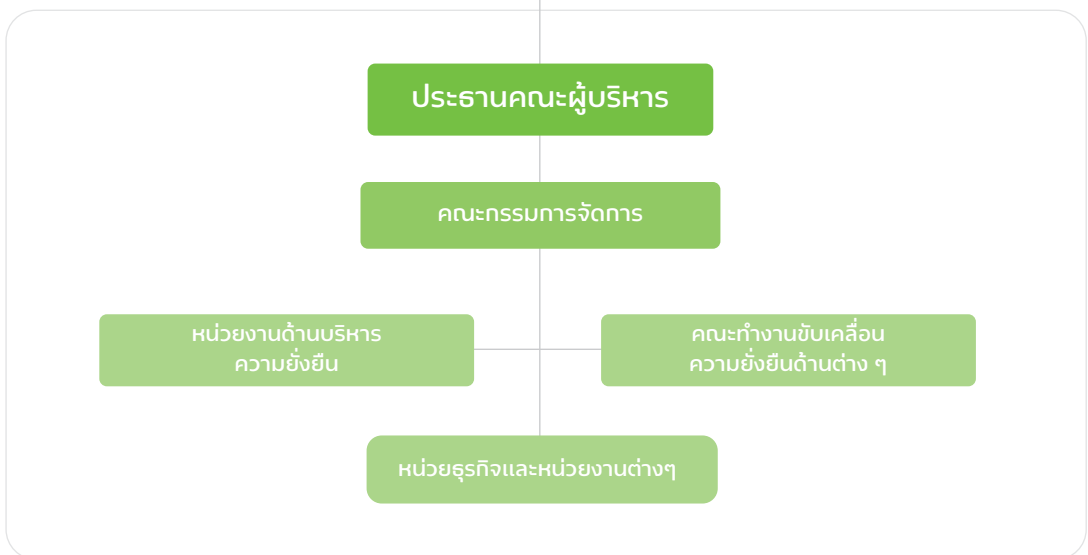 ประธานคณะผู้บริหาร
คณะกรรมการจัดการ
หน่วยงานด้านบริหาร
ความยั่งยืน
คณะทำงานขับเคลื่อน
ความยั่งยืนด้านต่าง ๆ
หน่วยธุรกิจและหน่วยงานต่างๆ